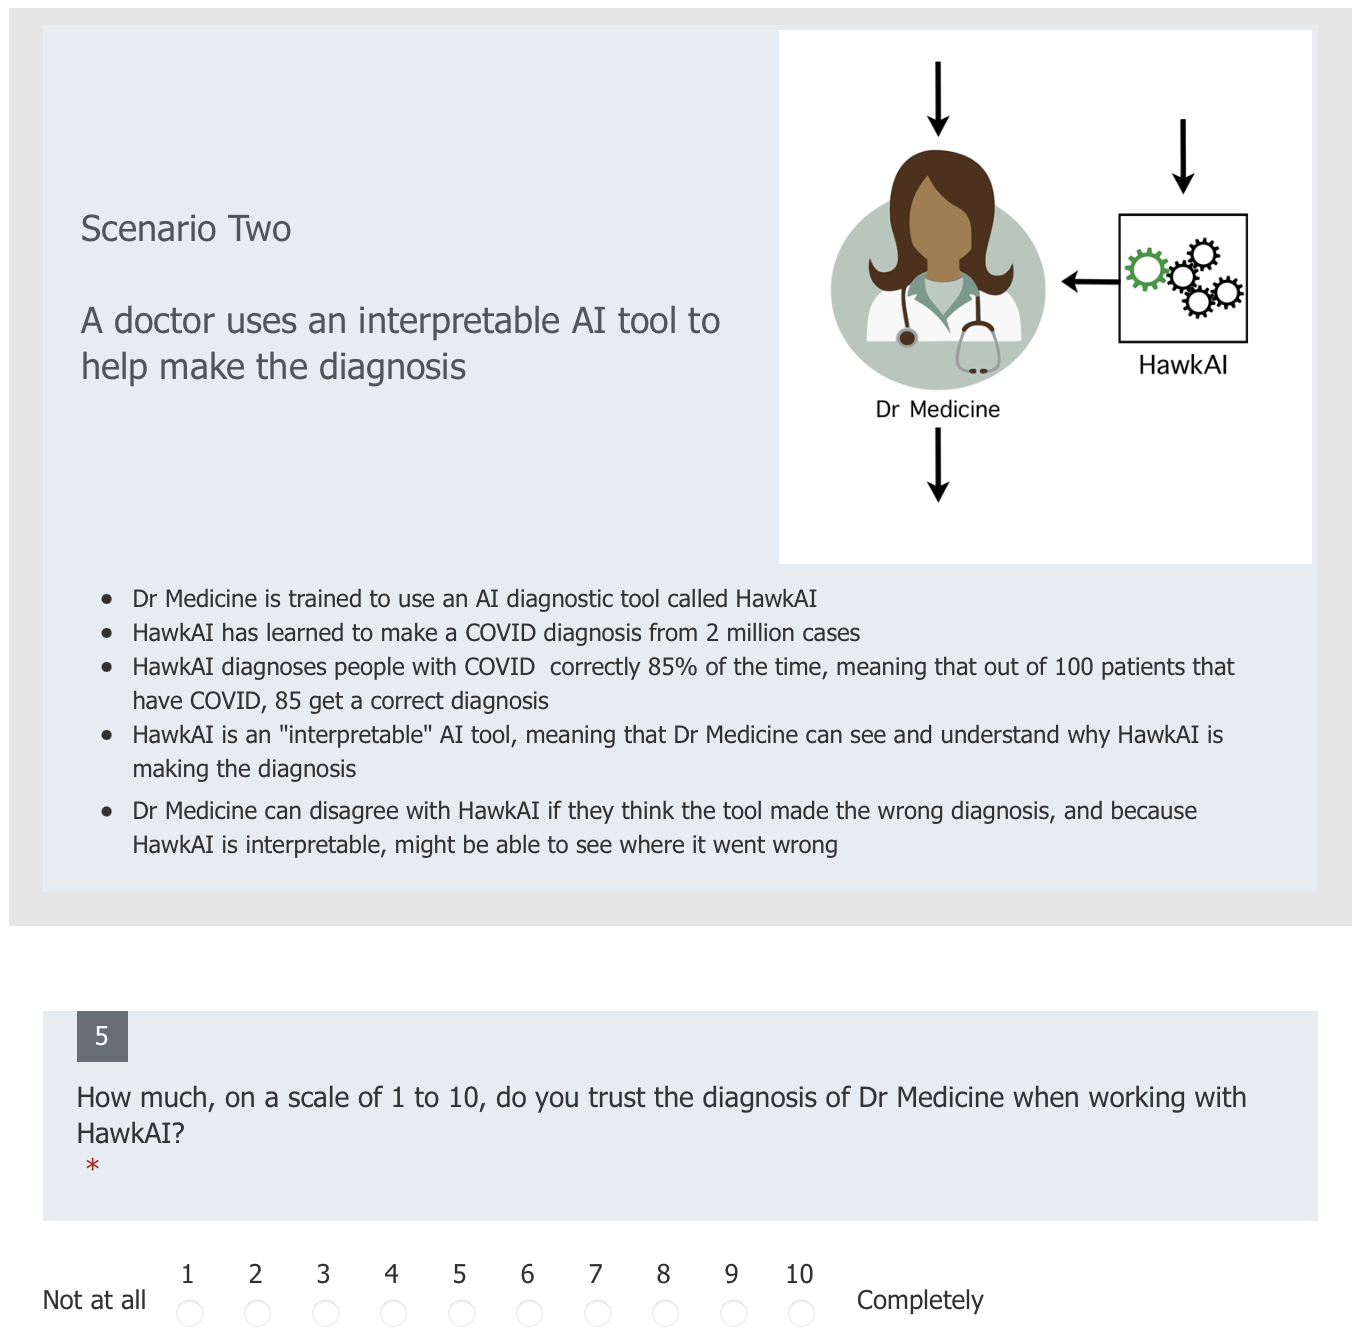 Scenario Two
A doctor uses an interpretable AI tool to
help make the diagnosis
HawkAI
Dr Medicine
• Dr Medicine is trained to use an AI diagnostic tool called HawkAI
• HawkAI has learned to make a COVID diagnosis from 2 million cases
• HawkAI diagnoses people with COVID  correctly 85% of the time, meaning that out of 100 patients that
have COVID, 85 get a correct diagnosis
• HawkAI is an "interpretable" AI tool, meaning that Dr Medicine can see and understand why HawkAI is
making the diagnosis
• Dr Medicine can disagree with HawkAI if they think the tool made the wrong diagnosis, and because
HawkAI is interpretable, might be able to see where it went wrong
5
How much, on a scale of 1 to 10, do you trust the diagnosis of Dr Medicine when working with
HawkAI?
*
1 2 3 4 5 6 7 8 9 10
Not at all Completely